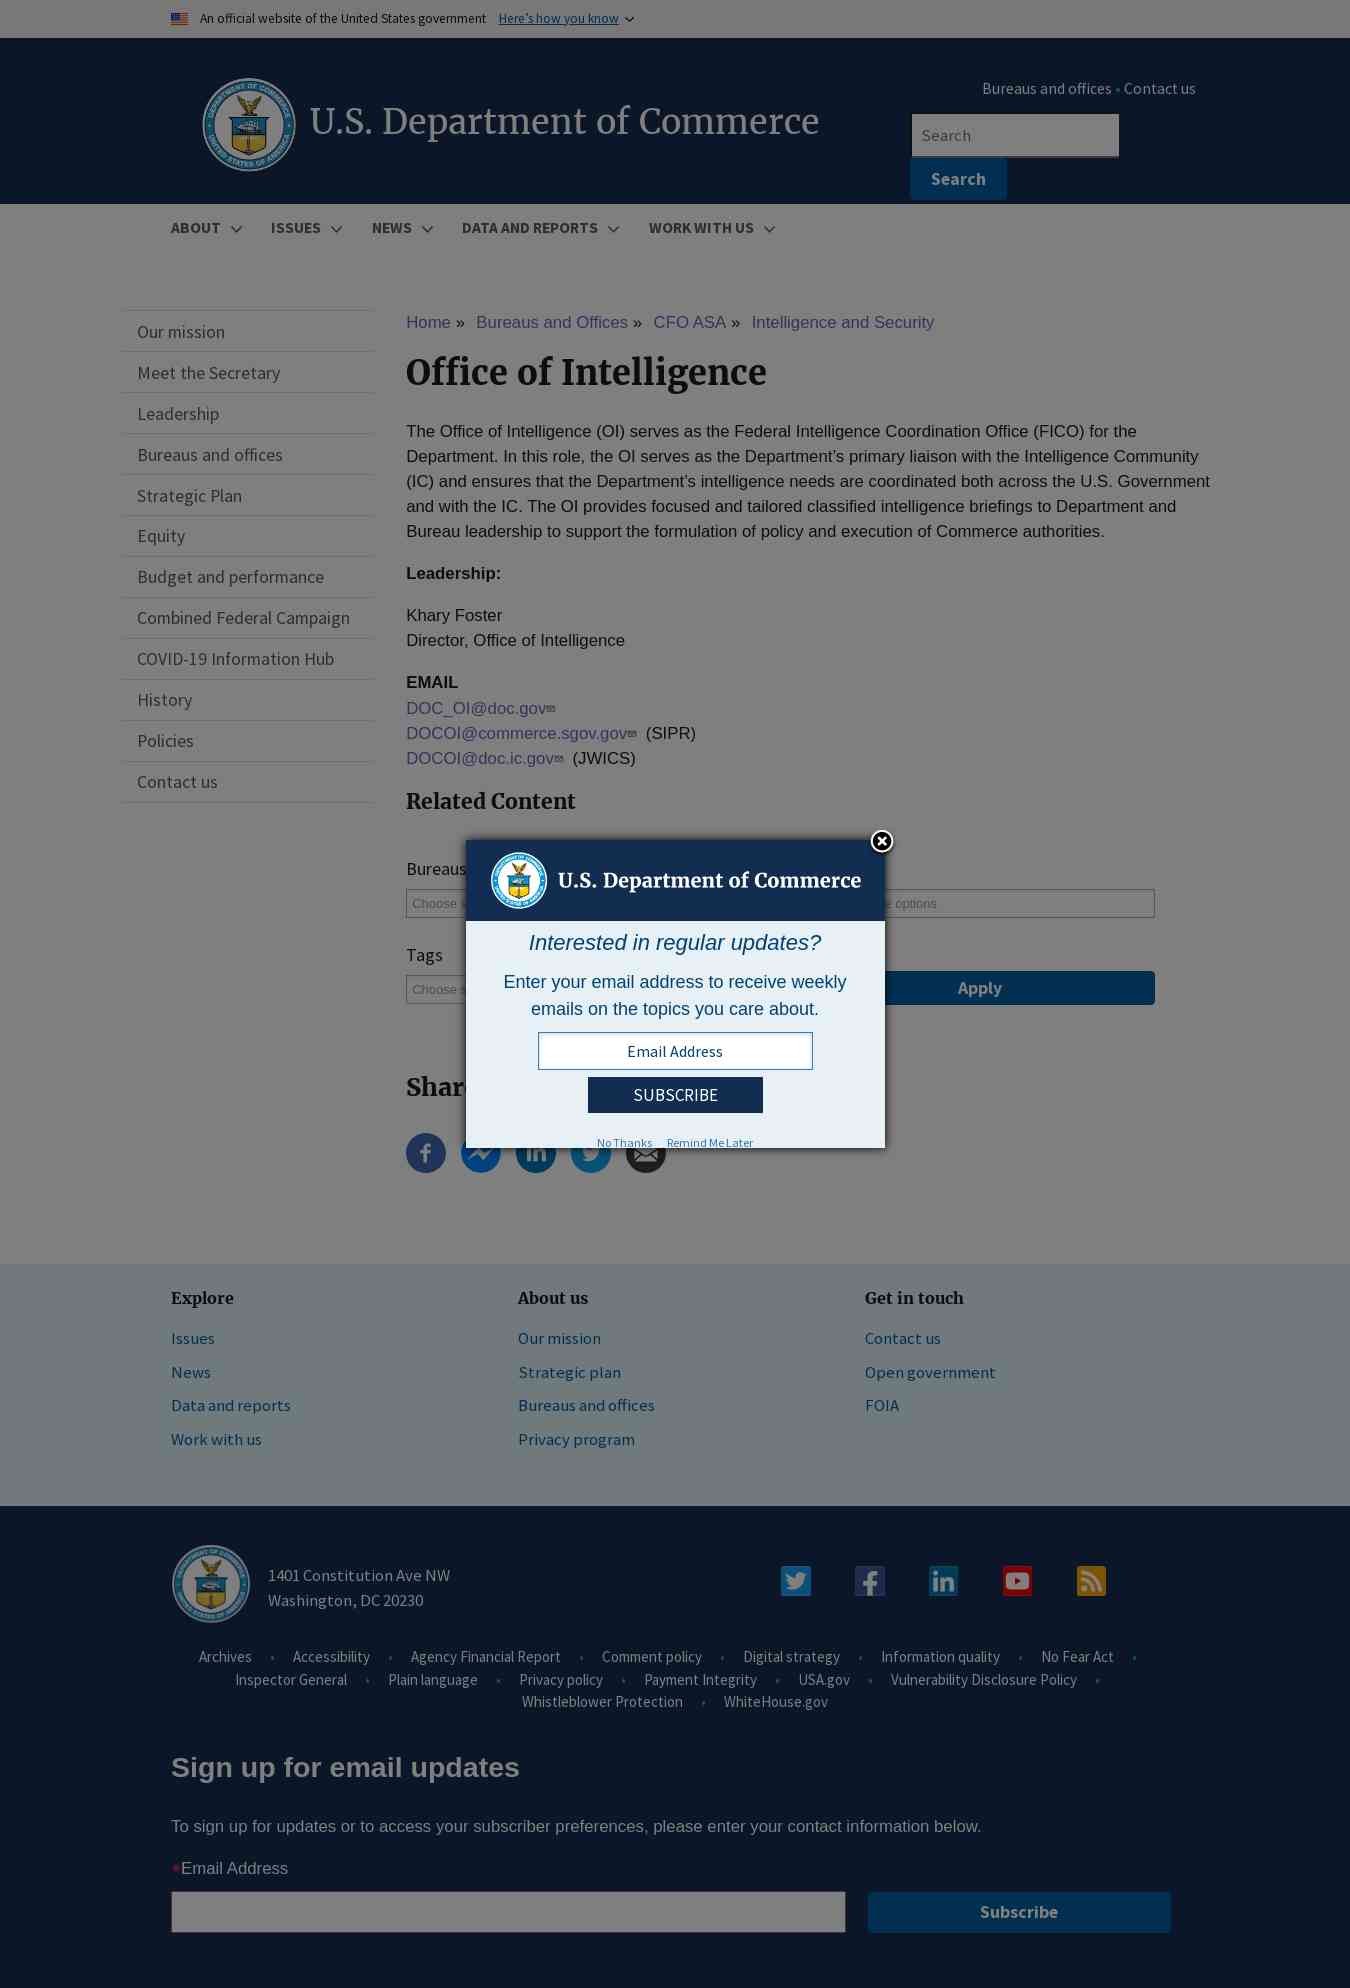 An official website of the United States government Here’s how you know
Bureaus and offices • Contact us
U.S. Department of Commerce
Search
Search
ABOUT ISSUES NEWS DATA AND REPORTS WORK WITH US
Our mission
Meet the Secretary
Leadership
Bureaus and offices
Strategic Plan
Equity
Budget and performance
Combined Federal Campaign
COVID-19 Information Hub
History
Policies
Contact us
Home » Bureaus and Offices » CFO ASA » Intelligence and Security
Office of Intelligence
The Office of Intelligence (OI) serves as the Federal Intelligence Coordination Office (FICO) for the
Department. In this role, the OI serves as the Department’s primary liaison with the Intelligence Community
(IC) and ensures that the Department’s intelligence needs are coordinated both across the U.S. Government
and with the IC. The OI provides focused and tailored classified intelligence briefings to Department and
Bureau leadership to support the formulation of policy and execution of Commerce authorities.
Leadership:
Khary Foster
Director, Office of Intelligence
EMAIL
DOC_OI@doc.gov
DOCOI@commerce.sgov.gov (SIPR)
DOCOI@doc.ic.gov (JWICS)
Related Content
Bureaus
Choose
options
Tags
Choose
Apply
U.S. Department of Commerce
Interested in regular updates?
Enter your email address to receive weekly
emails on the topics you care about.
Email Address
SUBSCRIBE
No Thanks Remind Me Later
Share
Explore
Issues
News
Data and reports
Work with us
About us
Our mission
Strategic plan
Bureaus and offices
Privacy program
Get in touch
Contact us
Open government
FOIA
1401 Constitution Ave NW
Washington, DC 20230
Archives • Accessibility • Agency Financial Report • Comment policy • Digital strategy • Information quality • No Fear Act •
Inspector General • Plain language • Privacy policy • Payment Integrity • USA.gov • Vulnerability Disclosure Policy •
Whistleblower Protection • WhiteHouse.gov
Sign up for email updates
To sign up for updates or to access your subscriber preferences, please enter your contact information below.
*Email Address
Subscribe